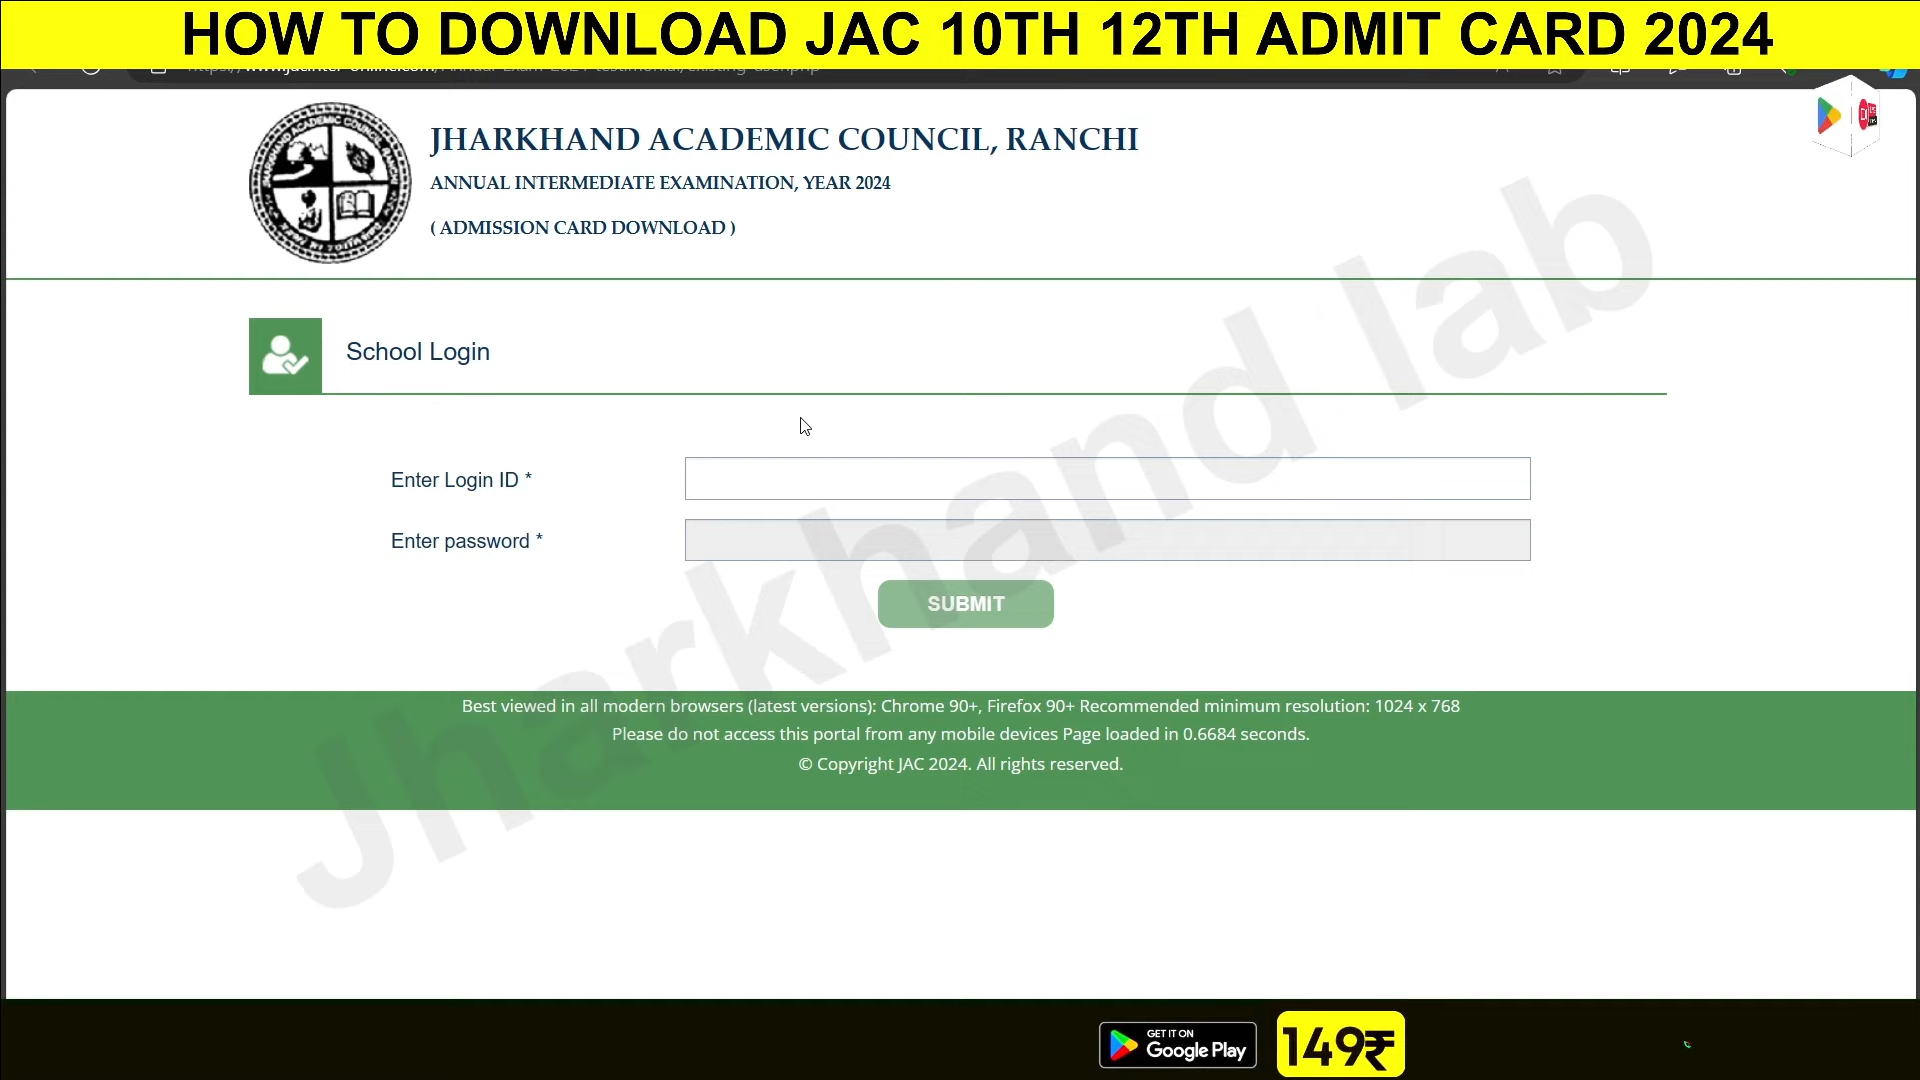 HOW TO DOWNLOAD JAC 10TH 12TH ADMIT CARD 2024
JHARKHAND ACADEMIC COUNCIL, RANCHI
ANNUAL INTERMEDIATE EXAMINATION, YEAR 2024
( ADMISSION CARD DOWNLOAD )
School Login
Enter Login ID *
Enter password *
SUBMIT
Jharkhand lab
Best viewed in all modern browsers (latest versions): Chrome 90+, Firefox 90+ Recommended minimum resolution: 1024 x 768
Please do not access this portal from any mobile devices Page loaded in 0.6684 seconds.
© Copyright JAC 2024. All rights reserved.
GET IT ON
Google Play
149₹